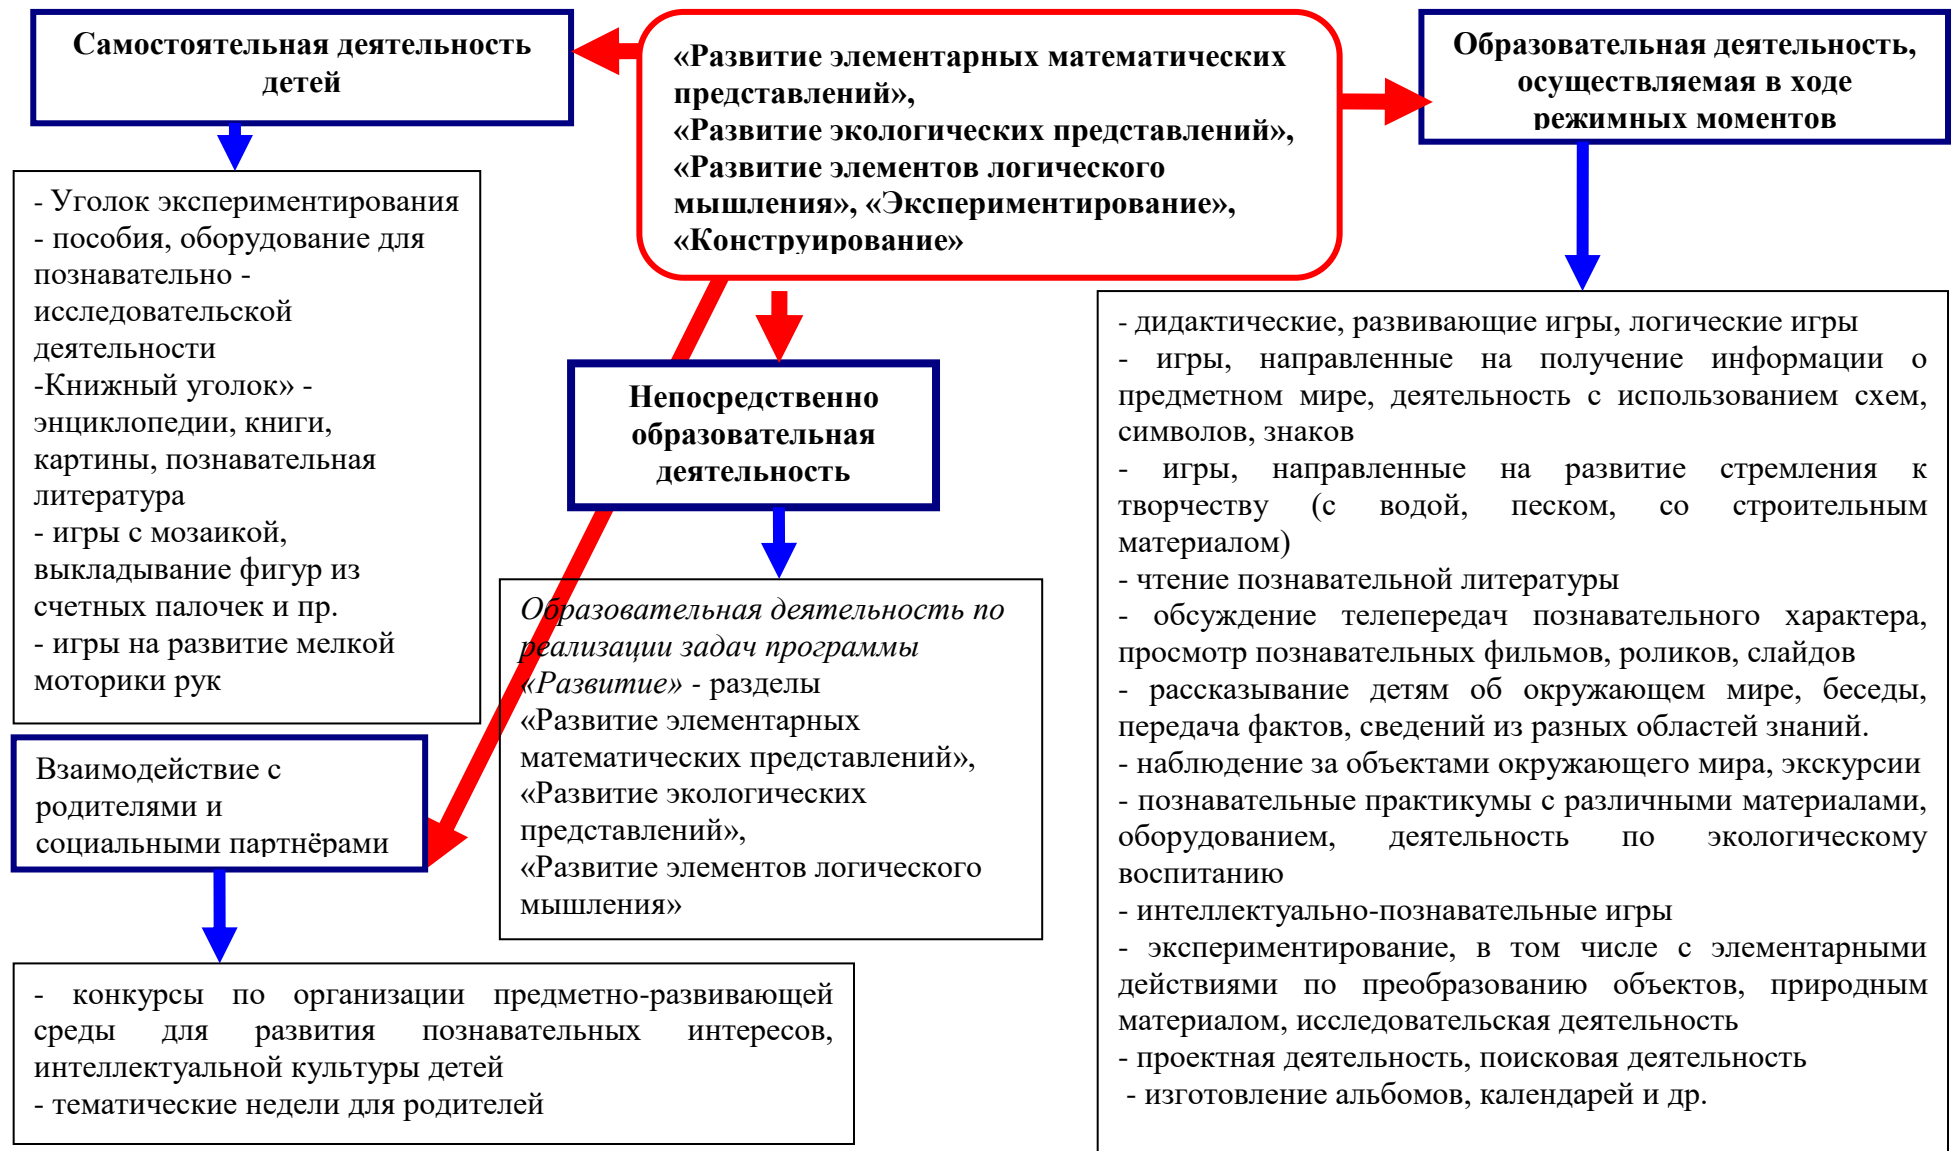 Самостоятельная деятельность
детей
«Развитие элементарных математических
представлений»,
«Развитие экологических представлений»,
«Развитие элементов логического
мышления», «Экспериментирование»,
«Конструирование»
Образовательная деятельность,
осуществляемая в ходе
режимных моментов
- Уголок экспериментирования
- пособия, оборудование для
познавательно -
исследовательской
деятельности
-Книжный уголок» -
энциклопедии, книги,
картины, познавательная
литература
- игры с мозаикой,
выкладывание фигур из
счетных палочек и пр.
- игры на развитие мелкой
моторики рук
Непосредственно
образовательная
деятельность
Образовательная деятельность по
реализации задач программы
«Развитие» - разделы
«Развитие элементарных
математических представлений»,
«Развитие экологических
представлений»,
«Развитие элементов логического
мышления»
- дидактические, развивающие игры, логические игры
- игры, направленные на получение информации о
предметном мире, деятельность с использованием схем,
символов, знаков
- игры, направленные на развитие стремления к
творчеству (с водой, песком, со строительным
материалом)
- чтение познавательной литературы
- обсуждение телепередач познавательного характера,
просмотр познавательных фильмов, роликов, слайдов
- рассказывание детям об окружающем мире, беседы,
передача фактов, сведений из разных областей знаний.
- наблюдение за объектами окружающего мира, экскурсии
- познавательные практикумы с различными материалами,
оборудованием, деятельность по экологическому
воспитанию
- интеллектуально-познавательные игры
- экспериментирование, в том числе с элементарными
действиями по преобразованию объектов, природным
материалом, исследовательская деятельность
- проектная деятельность, поисковая деятельность
- изготовление альбомов, календарей и др.
Взаимодействие с
родителями и
социальными партнёрами
- конкурсы по организации предметно-развивающей
среды для развития познавательных интересов,
интеллектуальной культуры детей
- тематические недели для родителей